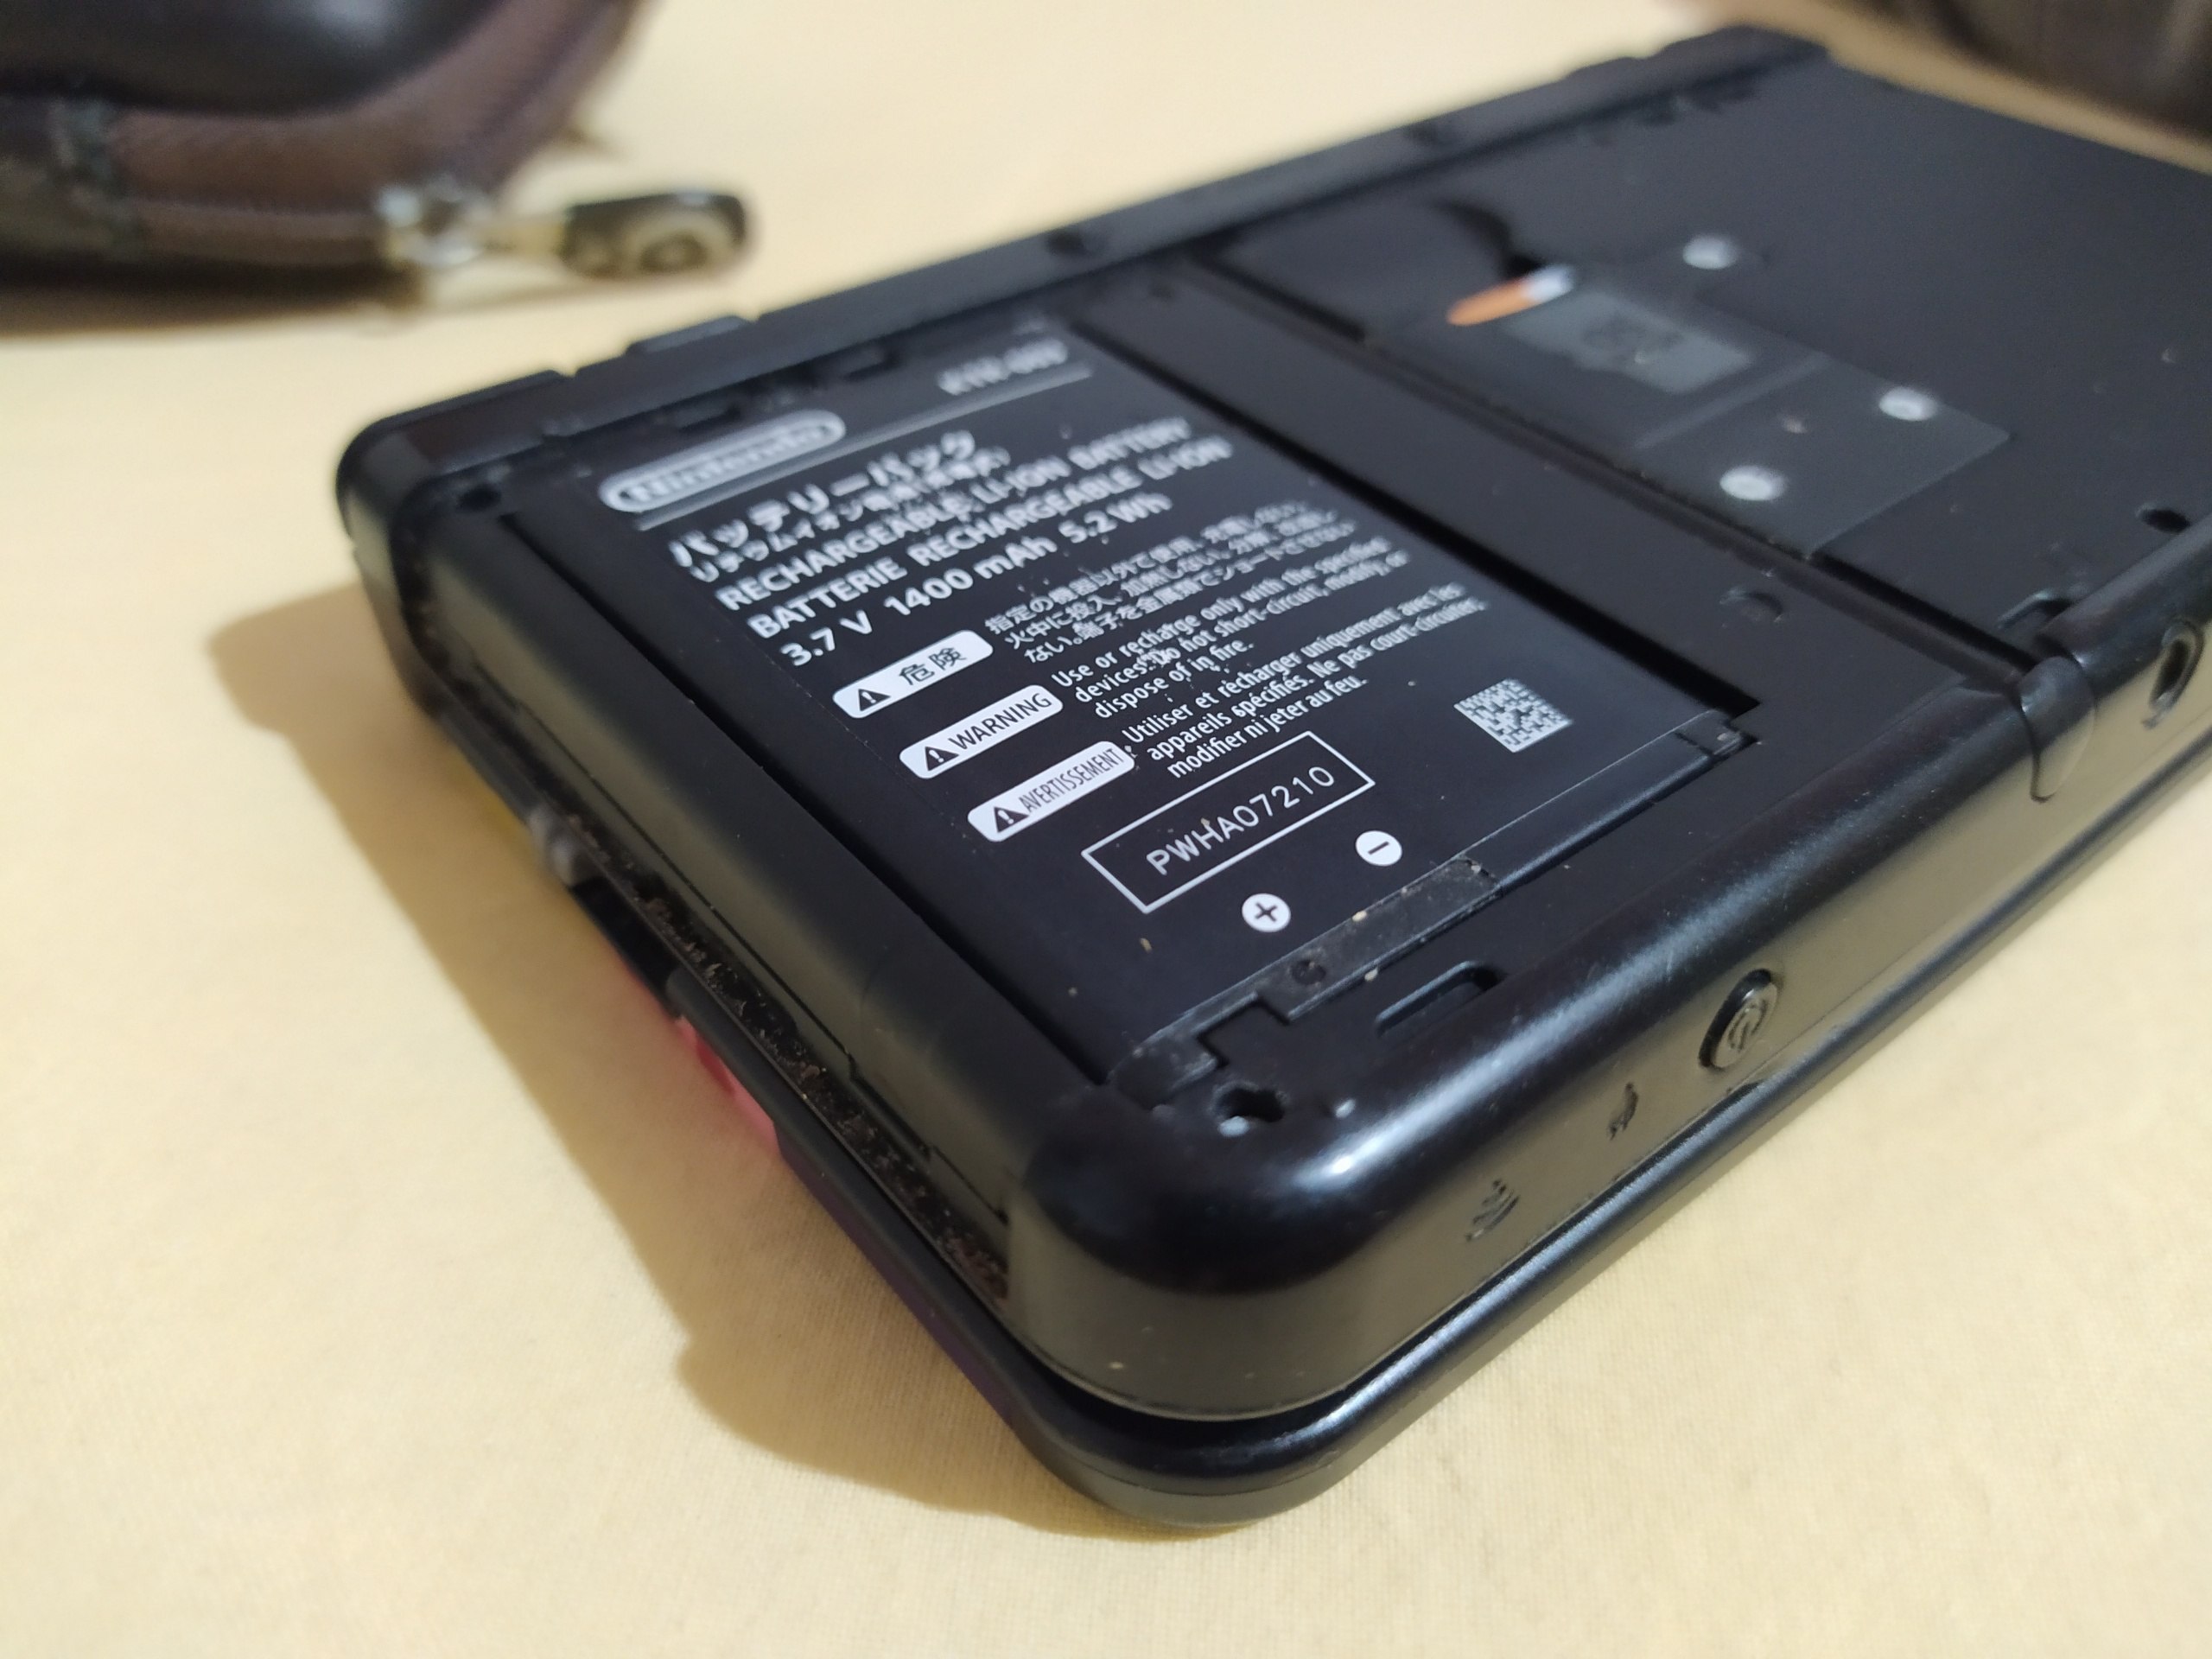 KTR-003
Nintendo
バッテリーパック
リチウムイオン電池(充電式)
RECHARGEABLE LI-ION BATTERY
BATTERIE RECHARGEABLE LI-ION
3.7 V 1400 mAh 5.2 Wh
危険
指定の機器以外で使用、充電しない。
火中に投入、加熱しない。分解、改造し
ない。端子を金属等でショートさせない。
WARNING
Use or recharge only with the specified
devices. Do not short-circuit, modify, or
dispose of in fire.
AVERTISSEMENT
Utiliser et recharger uniquement avec les
appareils spécifiés. Ne pas court-circuiter,
modifier ni jeter au feu.
PWHA07210